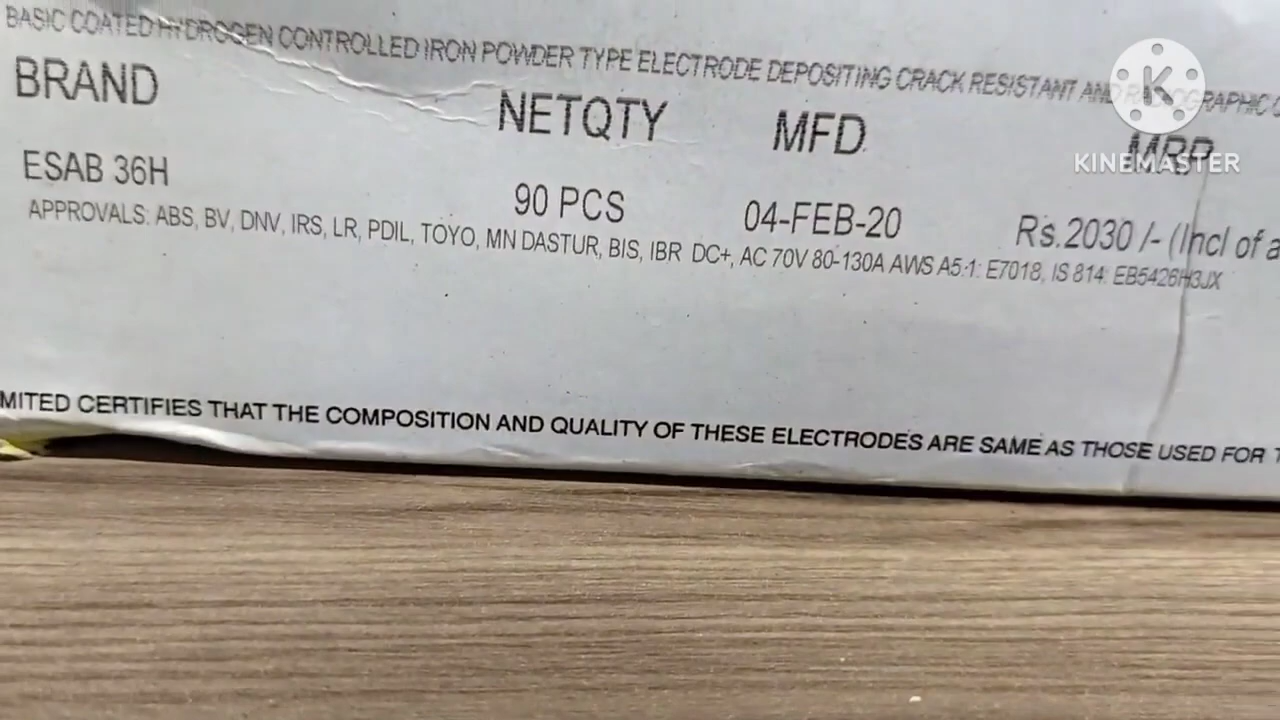 BASIC COATED HYDROGEN CONTROLLED IRON POWDER TYPE ELECTRODE DEPOSITING CRACK RESISTANT AND RADIOGRAPHIC
BRAND NETQTY MFD MRP
ESAB 36H 90 PCS 04-FEB-20 Rs.2030 /- (Incl of a
APPROVALS: ABS, BV, DNV, IRS, LR, PDIL, TOYO, MN DASTUR, BIS, IBR DC+, AC 70V 80-130A AWS A5:1: E7018, IS 814: EB5426H3JX
MITED CERTIFIES THAT THE COMPOSITION AND QUALITY OF THESE ELECTRODES ARE SAME AS THOSE USED FOR T
K
KINEMASTER